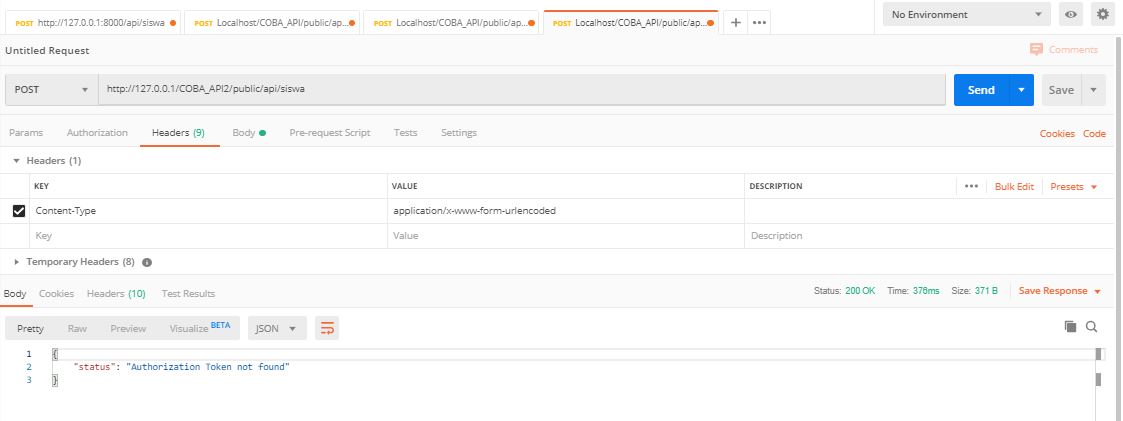 POST http://127.0.0.1:8000/api/siswa POST Localhost/COBA_API/public/ap... POST Localhost/COBA_API/public/ap... POST Localhost/COBA_API/public/ap... + ••• No Environment
Untitled Request Comments
POST http://127.0.0.1/COBA_API2/public/api/siswa Send Save
Params Authorization Headers (9) Body Pre-request Script Tests Settings Cookies Code
Headers (1)
KEY VALUE DESCRIPTION ••• Bulk Edit Presets
Content-Type application/x-www-form-urlencoded
Key Value Description
Temporary Headers (8) i
Body Cookies Headers (10) Test Results Status: 200 OK Time: 376ms Size: 371 B Save Response
Pretty Raw Preview Visualize BETA JSON
1 {
2 "status": "Authorization Token not found"
3 }